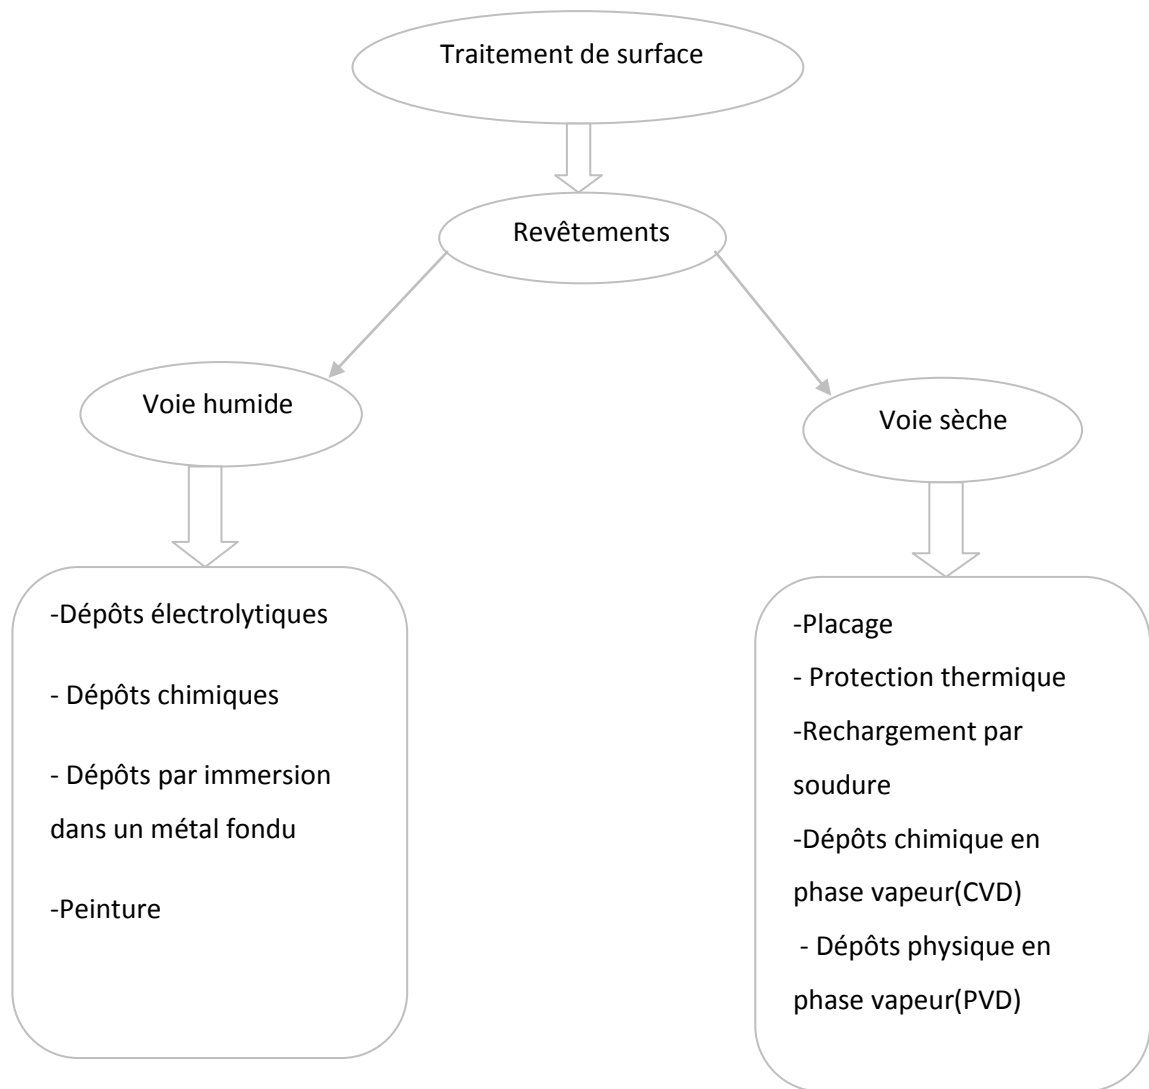 Traitement de surface
Revêtements
Voie humide
Voie sèche
-Dépôts électrolytiques
- Dépôts chimiques
- Dépôts par immersion
dans un métal fondu
-Peinture
-Placage
- Protection thermique
-Rechargement par
soudure
-Dépôts chimique en
phase vapeur(CVD)
- Dépôts physique en
phase vapeur(PVD)